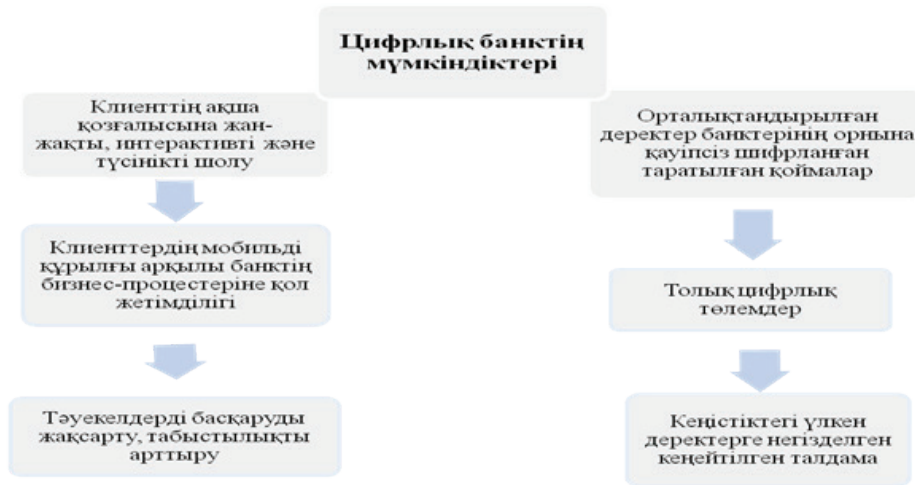 Цифрлық банктің
мүмкіндіктері
Клиенттің ақша
қозғалысына жан-
жақты, интерактивті және
түсінікті шолу
Клиенттердің мобильді
құрылғы арқылы банктің
бизнес-процестеріне қол
жетімділігі
Тәуекелдерді басқаруды
жақсарту, табыстылықты
арттыру
Орталықтандырылған
деректер банктерінің орнына
қауіпсіз шифрланған
таратылған қоймалар
Толық цифрлық
төлемдер
Кеңістіктегі үлкен
деректерге негізделген
кеңейтілген талдама